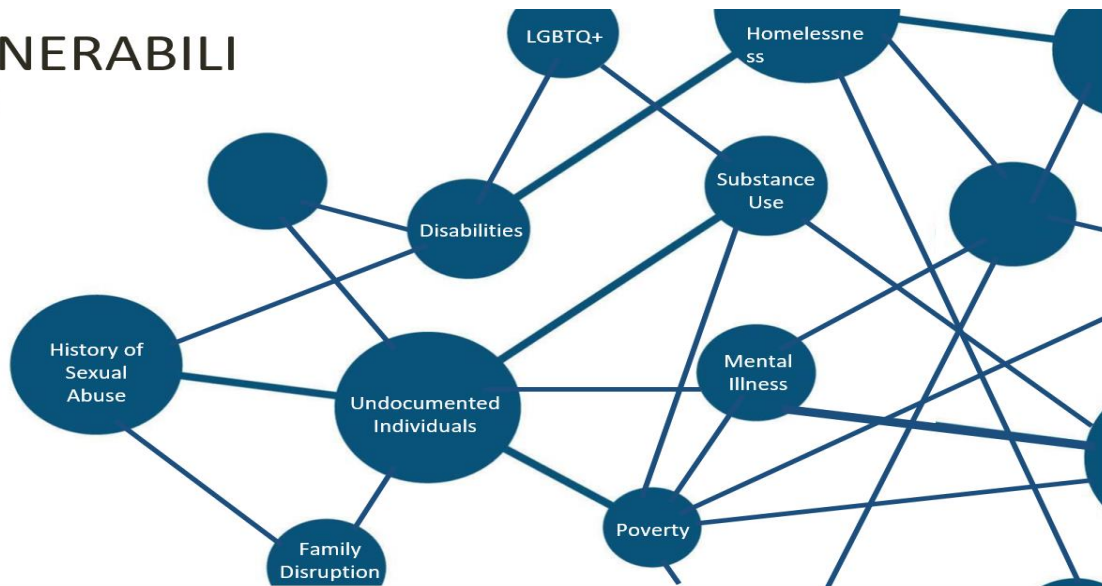 NERABILI
LGBTQ+
Homelessne
ss
Substance
Use
Disabilities
History of
Sexual
Abuse
Undocumented
Individuals
Mental
Illness
Poverty
Family
Disruption